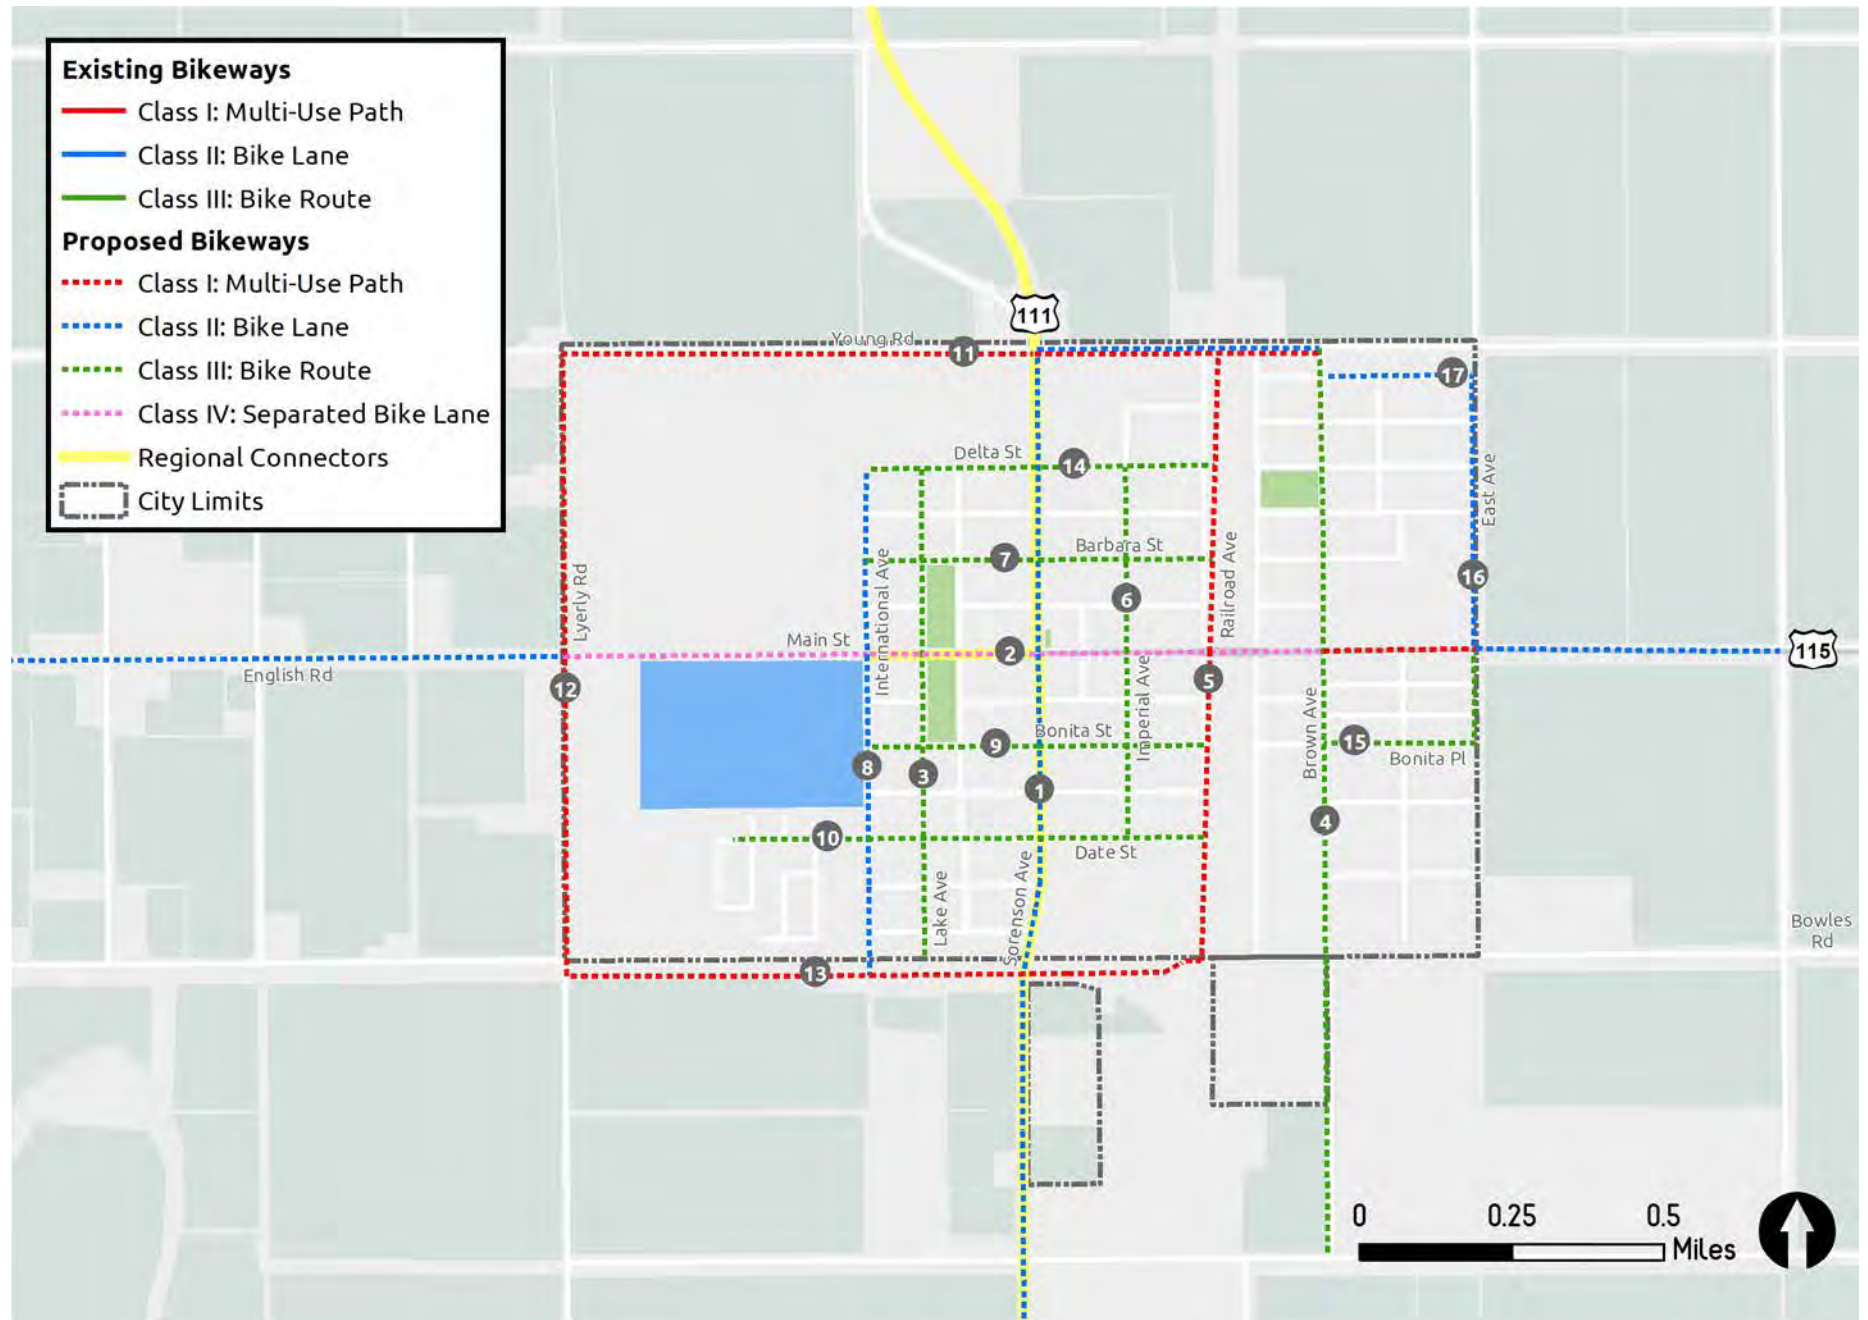 Existing Bikeways
Class I: Multi-Use Path
Class II: Bike Lane
Class III: Bike Route
Proposed Bikeways
Class I: Multi-Use Path
Class II: Bike Lane
Class III: Bike Route
Class IV: Separated Bike Lane
Regional Connectors
City Limits
111
Young Rd
11
17
Delta St
14
East Ave
Barbara St
7
International Ave
Lyerly Rd
Railroad Ave
16
6
Main St
2
115
English Rd
12
5
Imperial Ave
Brown Ave
Bonita St
9
15
Bonita Pl
8
3
1
4
10
Date St
Lake Ave
Sorenson Ave
Bowles
Rd
13
0
0.25
0.5
Miles